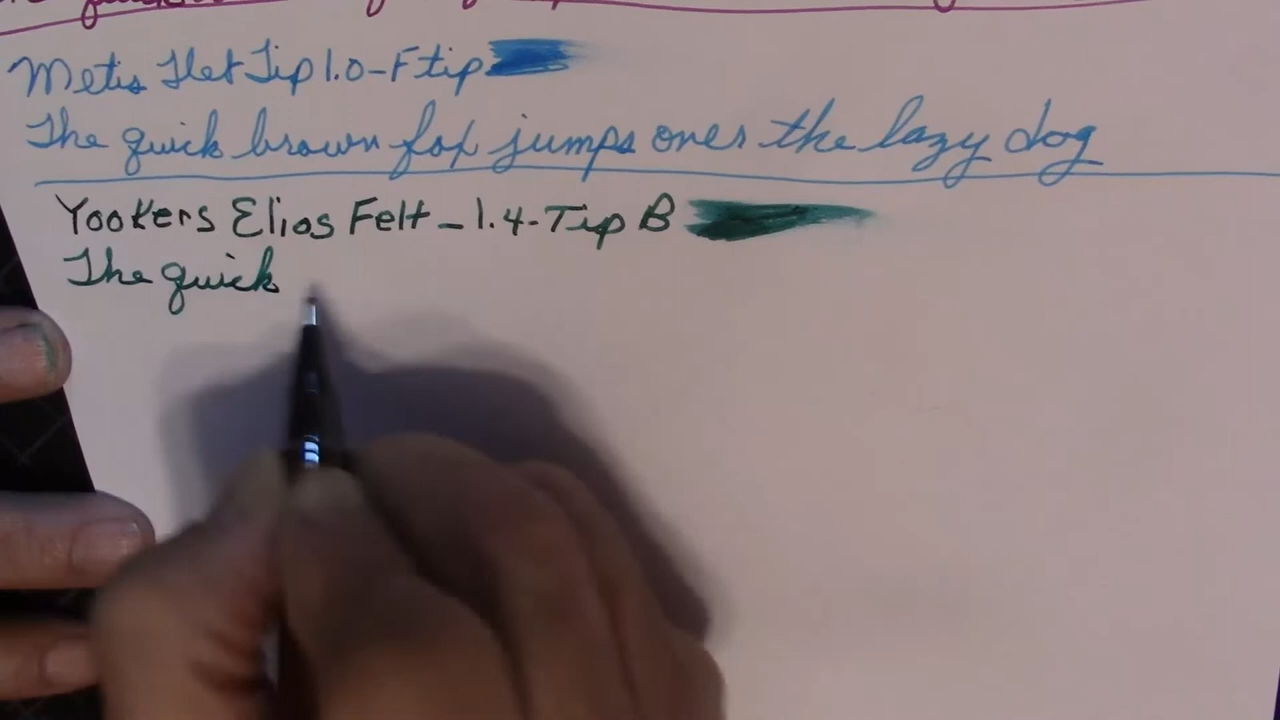 Metis Flet Tip 1.0-F tip
The quick brown fox jumps over the lazy dog
Yookers Elios Felt - 1.4-Tip B
The quick